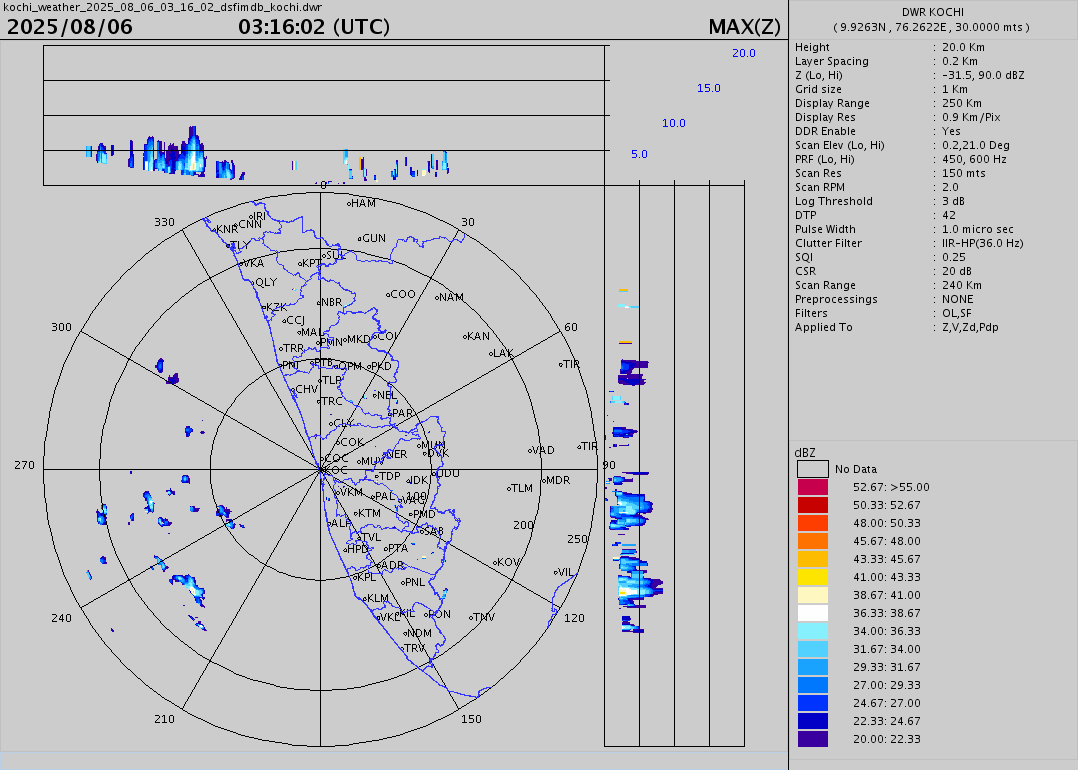 kochi_weather_2025_08_06_03_16_02_dsfimdb_kochi.dwr
2025/08/06 03:16:02 (UTC) MAX(Z)
20.0
15.0
10.0
5.0
0
30
60
90
120
150
210
240
270
300
330
100
200
250
HAM
IRI
CNN
KNR
TLY
GUN
SUL
VKA
KPT
QLY
COO
NAM
NBR
KZK
CCJ
MAL
PMN
MKD
COI
KAN
TRR
LAK
PNI
PTB
OPM
PKD
TIR
TLP
CHV
NEL
TRC
PAR
CLY
COK
MUN
DVK
VAD
TIR
COC
MUV
NER
KOC
TDP
IDK
UDU
MDR
VKM
PAL
VAG
TLM
KTM
PMD
ALP
SAB
TVL
HPD
PTA
ADR
KOV
KPL
PNL
VIL
KLM
VKL
KIL
PON
TNV
NDM
TRV
DWR KOCHI
( 9.9263N , 76.2622E , 30.0000 mts )
Height : 20.0 Km
Layer Spacing : 0.2 Km
Z (Lo, Hi) : -31.5, 90.0 dBZ
Grid size : 1 Km
Display Range : 250 Km
Display Res : 0.9 Km/Pix
DDR Enable : Yes
Scan Elev (Lo, Hi) : 0.2,21.0 Deg
PRF (Lo, Hi) : 450, 600 Hz
Scan Res : 150 mts
Scan RPM : 2.0
Log Threshold : 3 dB
DTP : 42
Pulse Width : 1.0 micro sec
Clutter Filter : IIR-HP(36.0 Hz)
SQI : 0.25
CSR : 20 dB
Scan Range : 240 Km
Preprocessings : NONE
Filters : OL,SF
Applied To : Z,V,Zd,Pdp
dBZ
No Data
52.67: >55.00
50.33: 52.67
48.00: 50.33
45.67: 48.00
43.33: 45.67
41.00: 43.33
38.67: 41.00
36.33: 38.67
34.00: 36.33
31.67: 34.00
29.33: 31.67
27.00: 29.33
24.67: 27.00
22.33: 24.67
20.00: 22.33